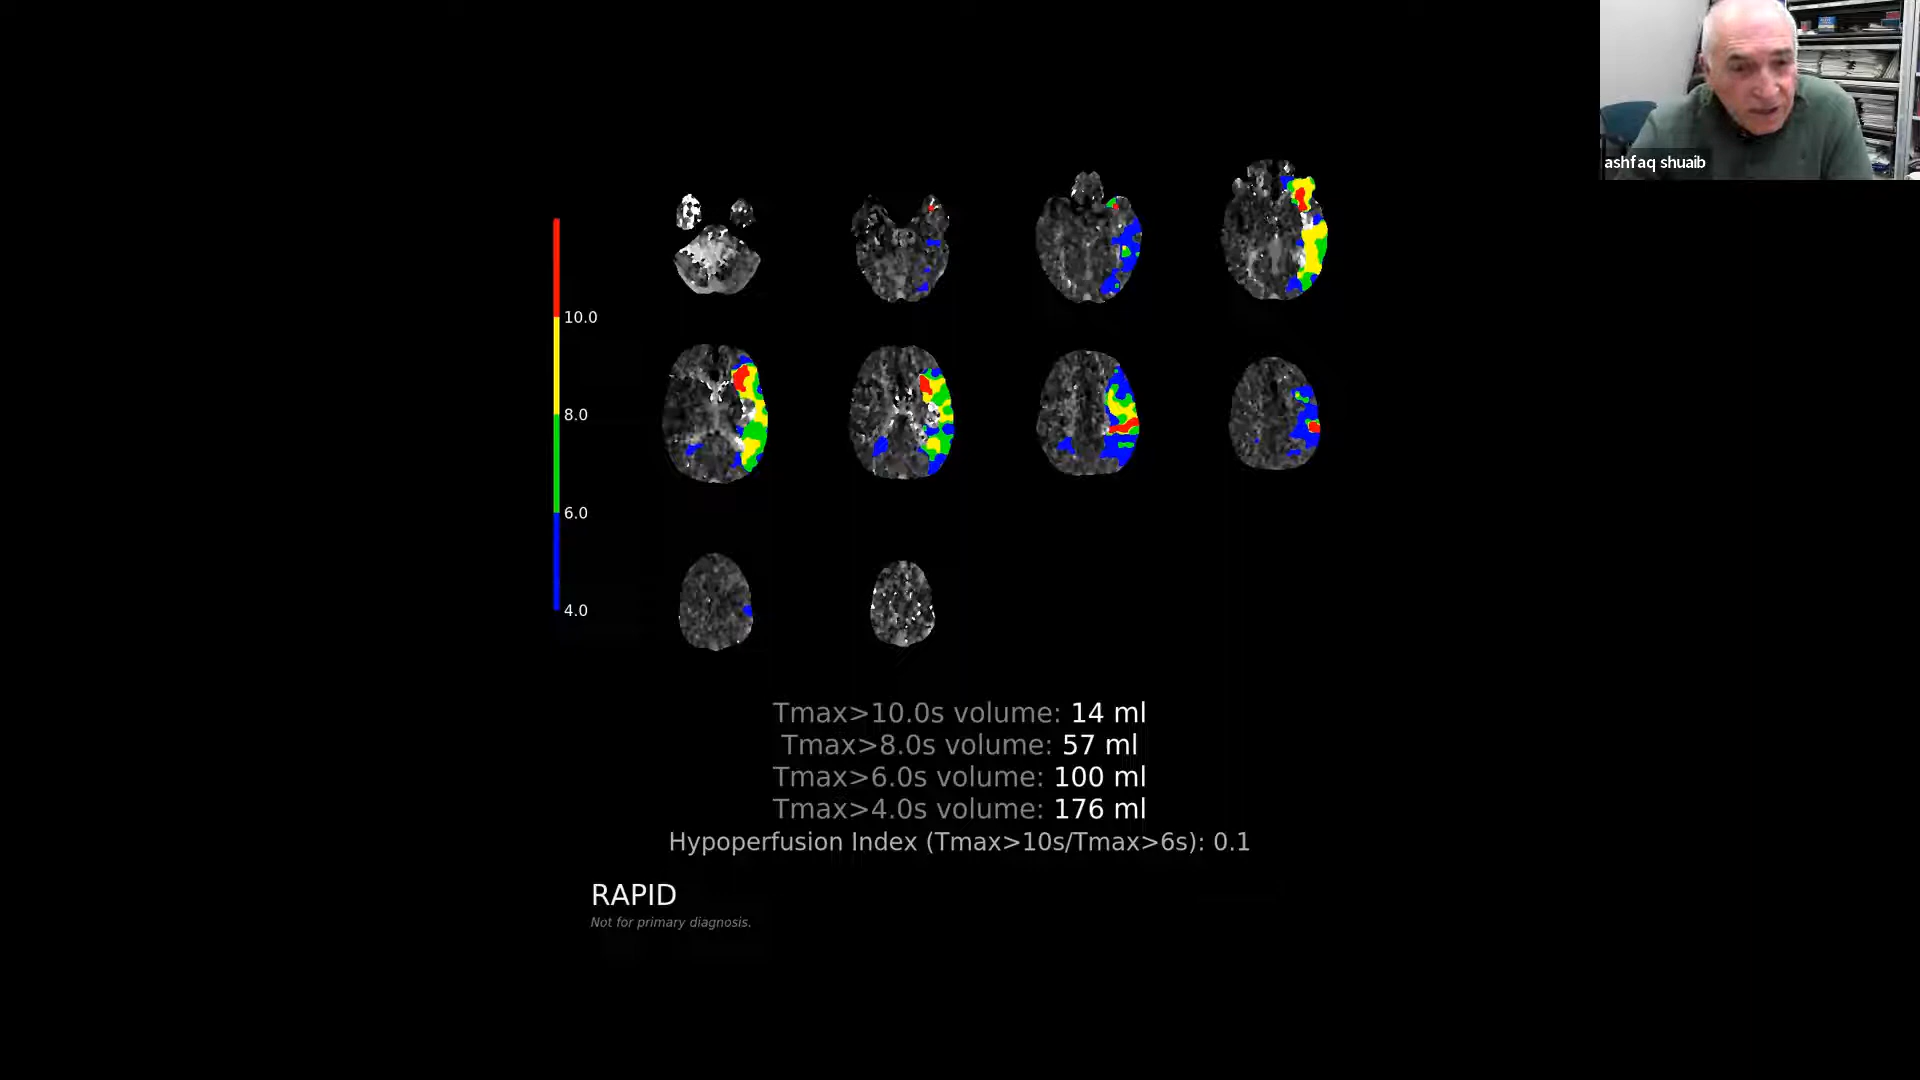 ashfaq shuaib
10.0
8.0
6.0
4.0
Tmax>10.0s volume: 14 ml
Tmax>8.0s volume: 57 ml
Tmax>6.0s volume: 100 ml
Tmax>4.0s volume: 176 ml
Hypoperfusion Index (Tmax>10s/Tmax>6s): 0.1
RAPID
Not for primary diagnosis.